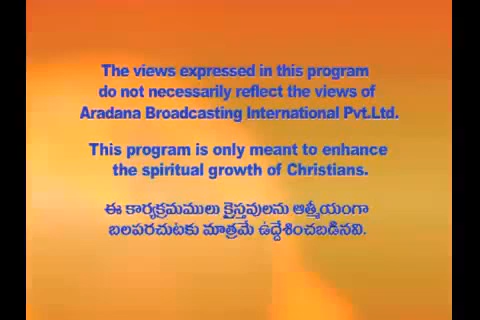 The views expressed in this program
do not necessarily reflect the views of
Aradana Broadcasting International Pvt.Ltd.
This program is only meant to enhance
the spiritual growth of Christians.
ఈ కార్యక్రమములు క్రైస్తవులను ఆత్మీయంగా
బలపరచుటకు మాత్రమే ఉద్దేశించబడినవి.